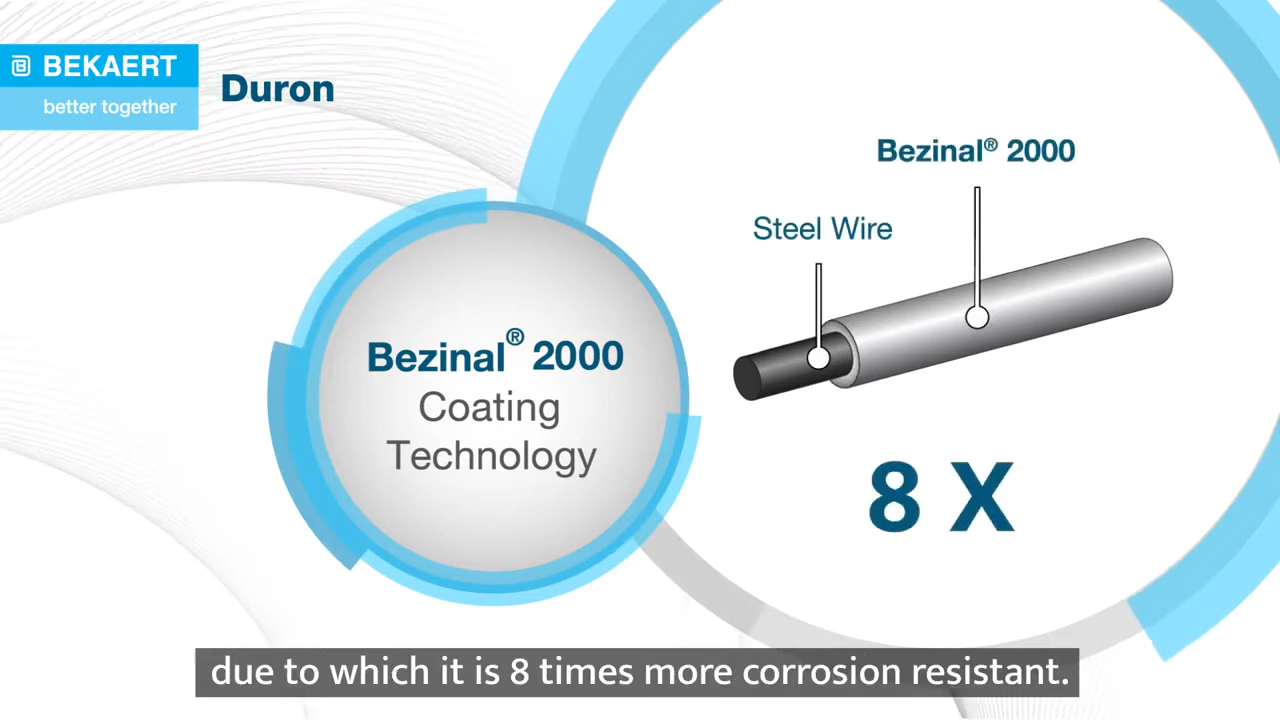 BEKAERT
better together
Duron
Bezinal® 2000
Steel Wire
Bezinal® 2000
Coating
Technology
8 X
due to which it is 8 times more corrosion resistant.